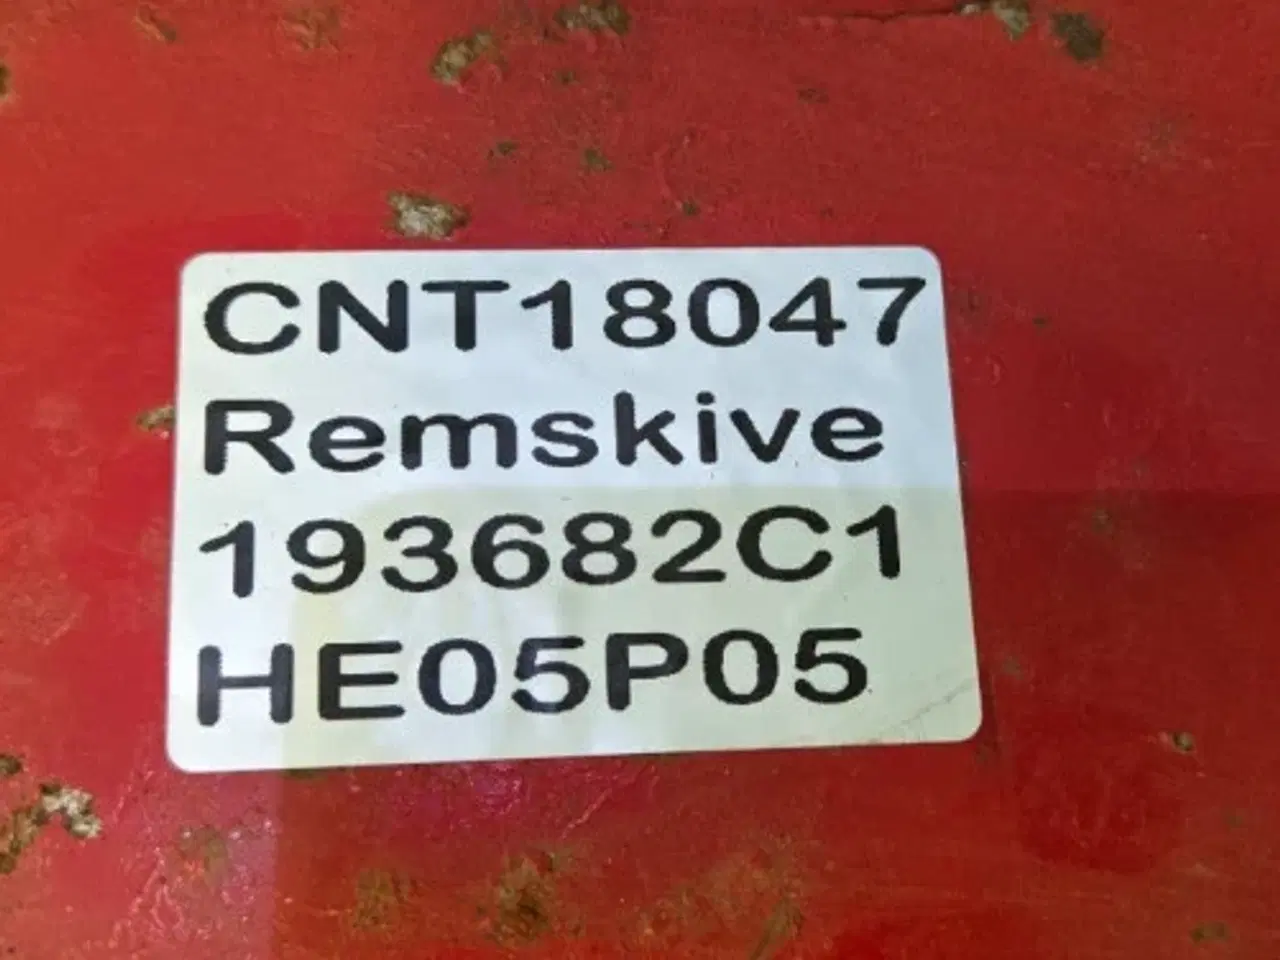 CNT18047
Remskive
193682C1
HE05P05